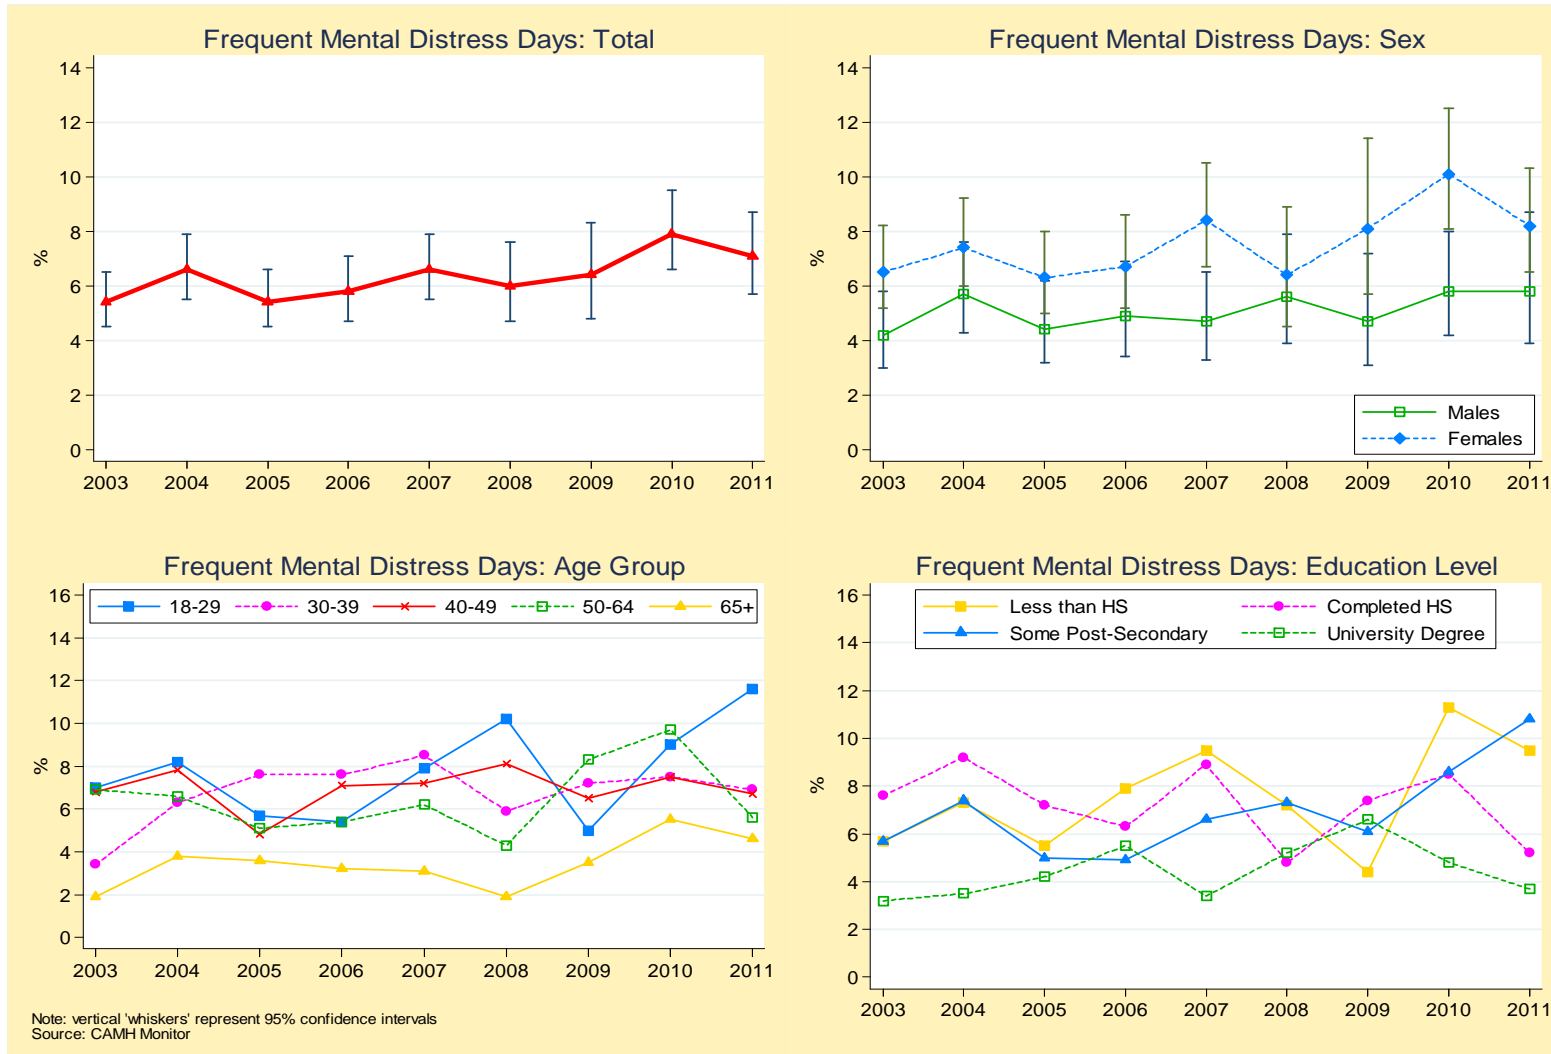 Frequent Mental Distress Days: Total
14
12
10
8
6
4
2
0
%
2003 2004 2005 2006 2007 2008 2009 2010 2011
Frequent Mental Distress Days: Sex
14
12
10
8
6
4
2
0
%
Males
Females
2003 2004 2005 2006 2007 2008 2009 2010 2011
Frequent Mental Distress Days: Age Group
16
14
12
10
8
6
4
2
0
%
18-29 30-39 40-49 50-64 65+
2003 2004 2005 2006 2007 2008 2009 2010 2011
Frequent Mental Distress Days: Education Level
16
14
12
10
8
6
4
2
0
%
Less than HS Completed HS
Some Post-Secondary University Degree
2003 2004 2005 2006 2007 2008 2009 2010 2011
Note: vertical 'whiskers' represent 95% confidence intervals
Source: CAMH Monitor